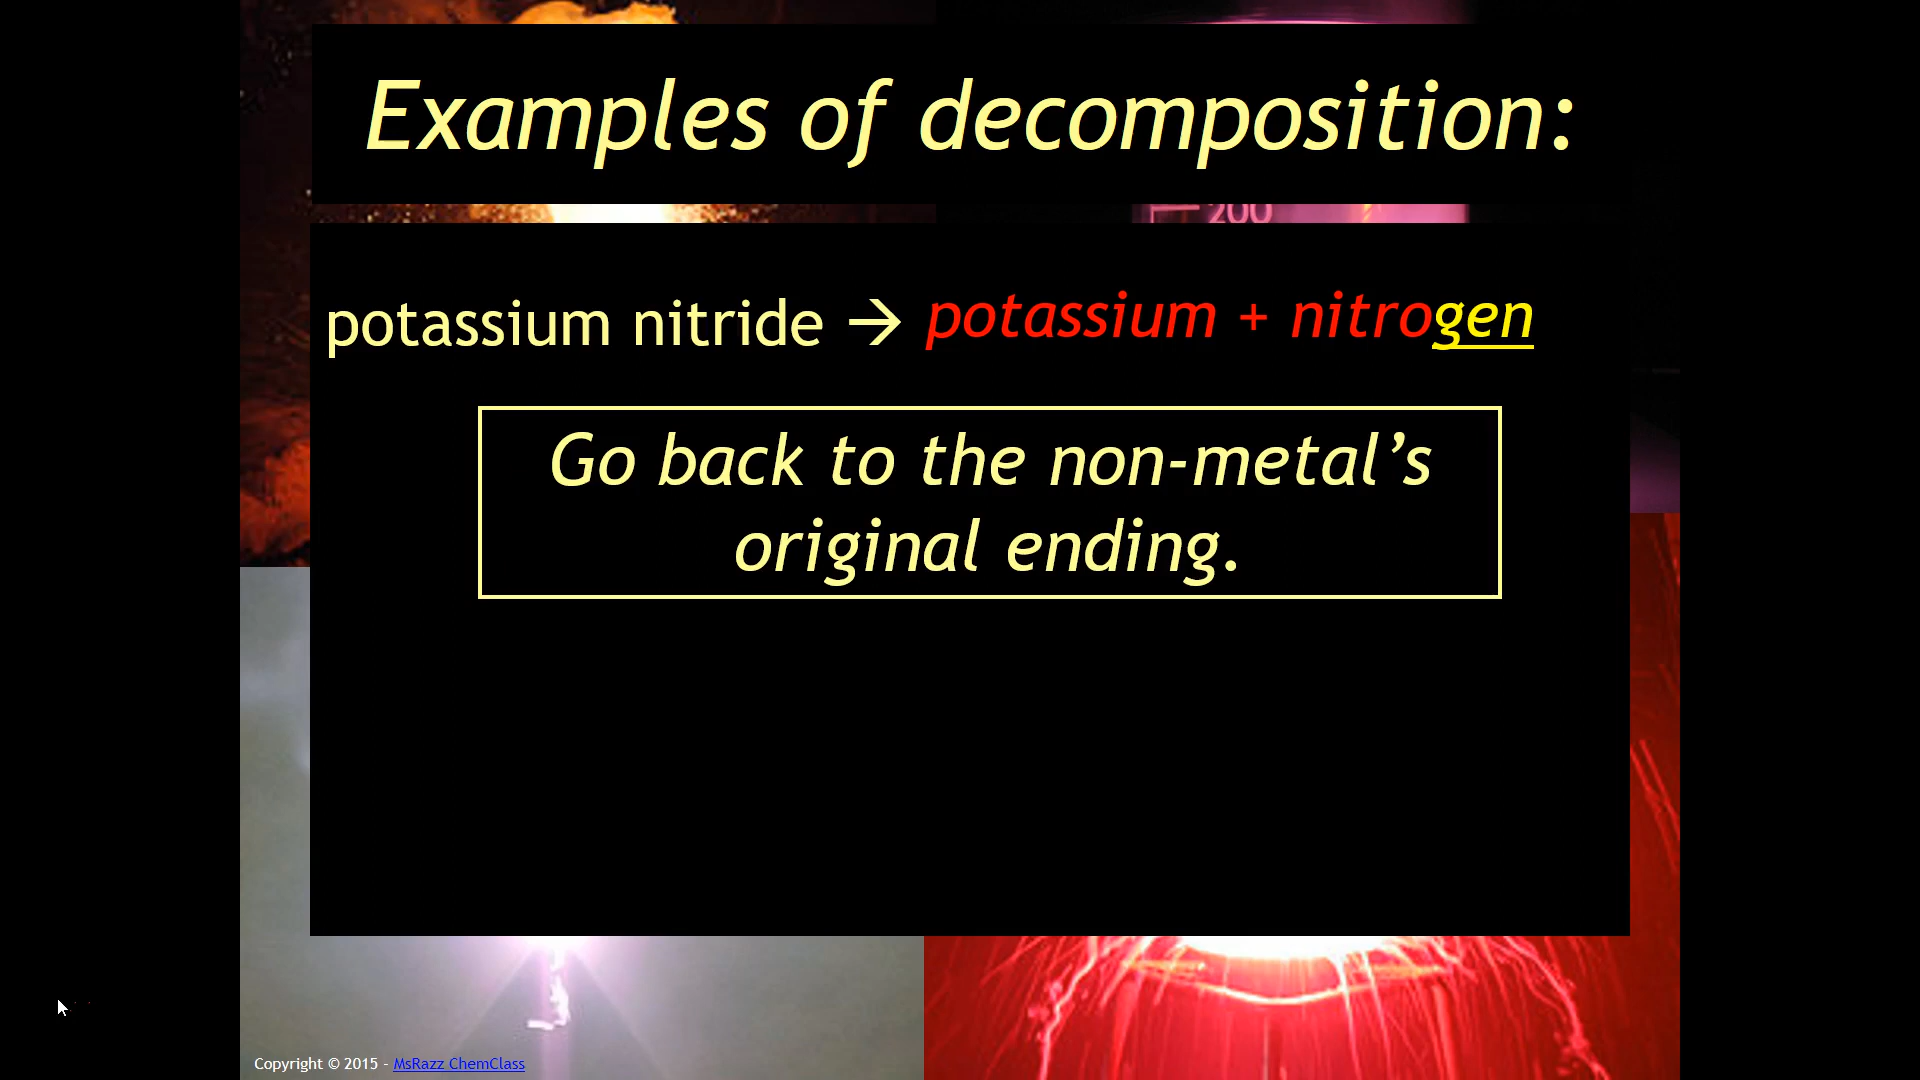 Examples of decomposition:
200
potassium nitride → potassium + nitrogen
Go back to the non-metal’s
original ending.
Copyright © 2015 - MsRazz ChemClass